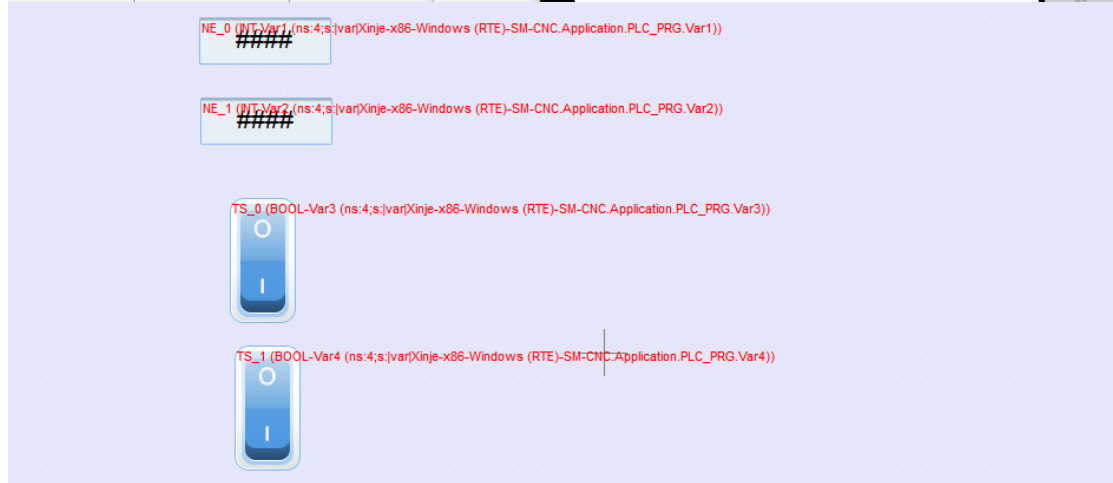 NE_0 (INT-Var1 (ns:4;s:|var|Xinje-x86-Windows (RTE)-SM-CNC.Application.PLC_PRG.Var1))
####
NE_1 (INT-Var2 (ns:4;s:|var|Xinje-x86-Windows (RTE)-SM-CNC.Application.PLC_PRG.Var2))
####
TS_0 (BOOL-Var3 (ns:4;s:|var|Xinje-x86-Windows (RTE)-SM-CNC.Application.PLC_PRG.Var3))
O
I
TS_1 (BOOL-Var4 (ns:4;s:|var|Xinje-x86-Windows (RTE)-SM-CNC.Application.PLC_PRG.Var4))
O
I